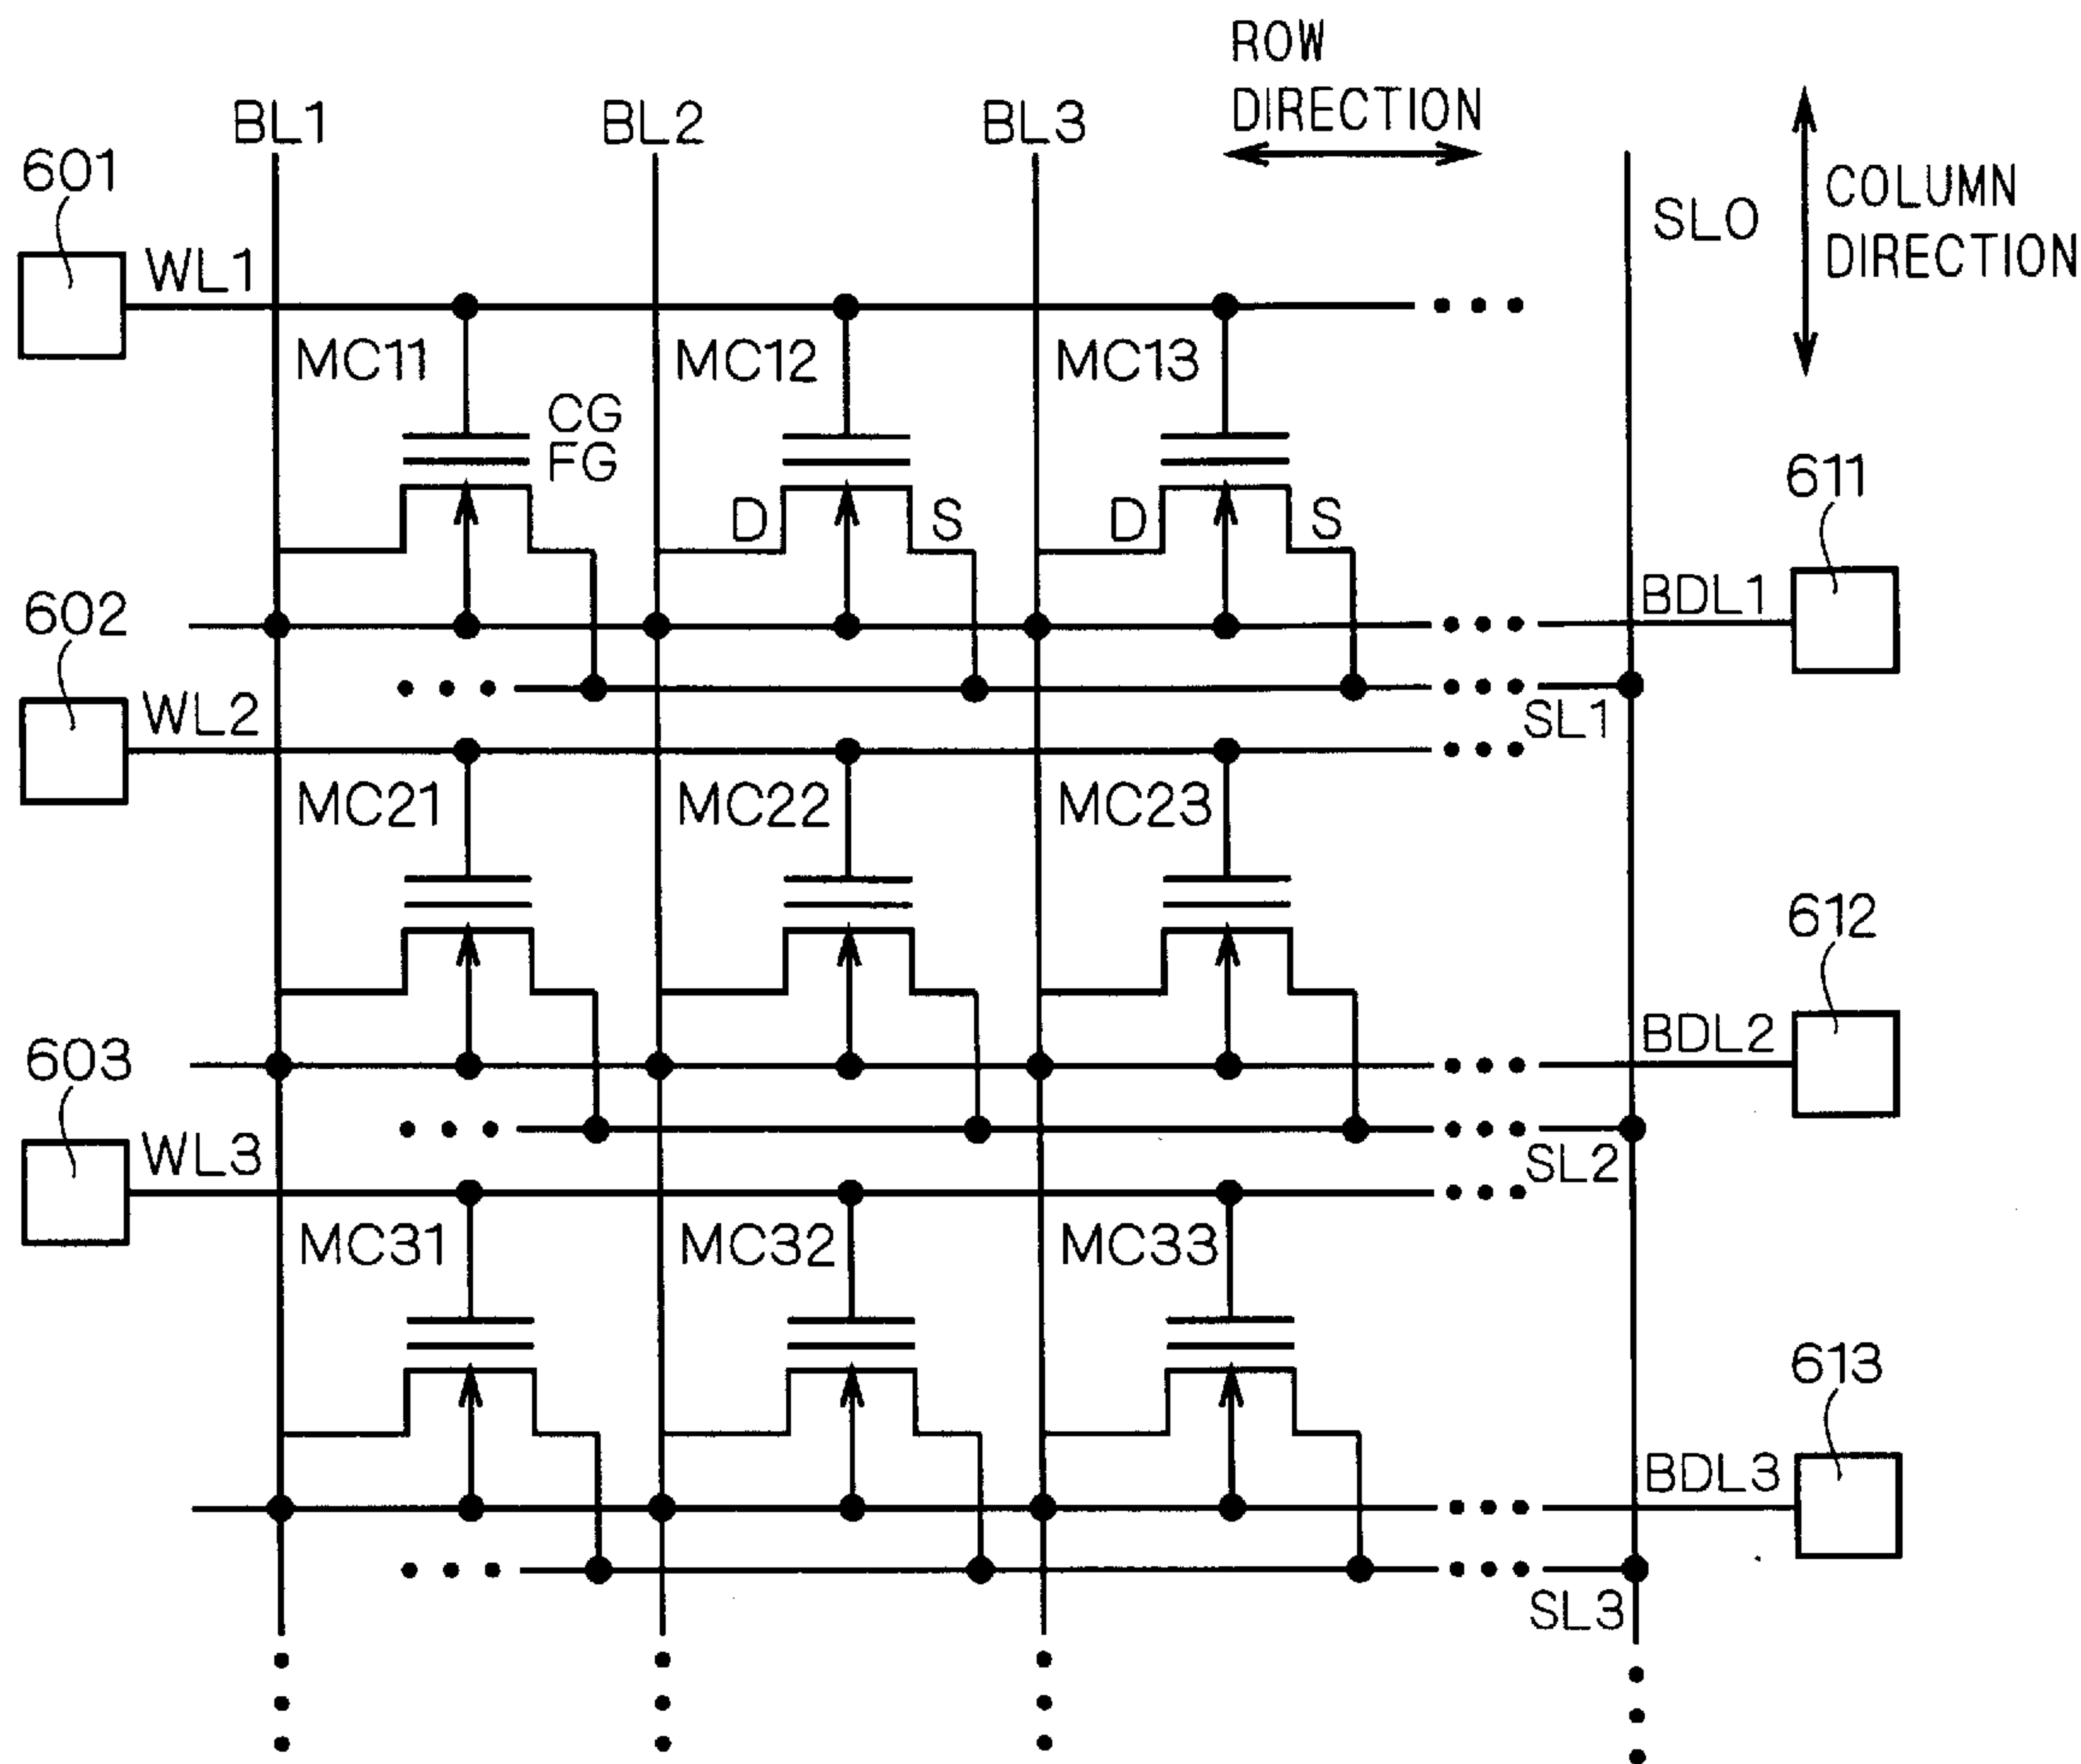 ROW
DIRECTION
BL1
BL2
BL3
COLUMN
DIRECTION
SL0
601
WL1
MC11
MC12
MC13
CG
FG
D
S
D
S
611
BDL1
602
WL2
SL1
MC21
MC22
MC23
612
BDL2
603
WL3
SL2
MC31
MC32
MC33
613
BDL3
SL3